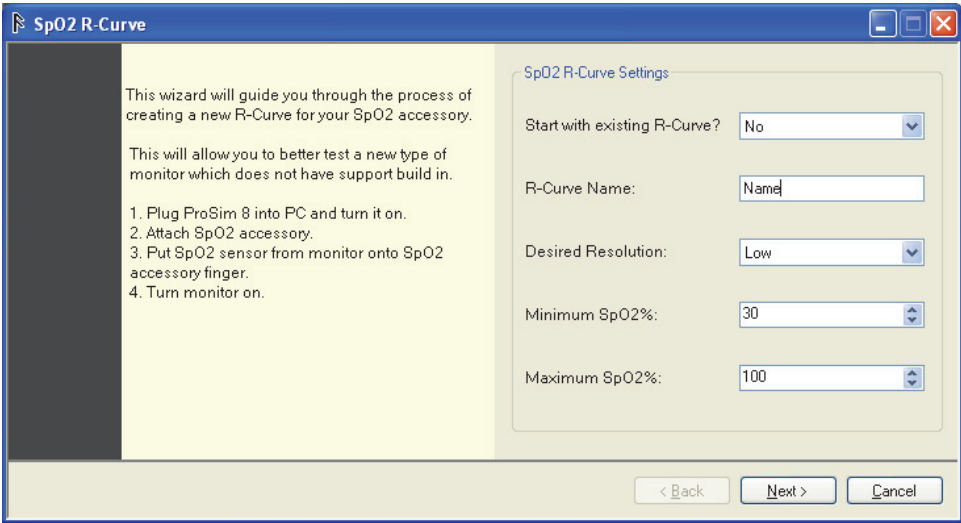 SpO2 R-Curve
This wizard will guide you through the process of
creating a new R-Curve for your SpO2 accessory.
This will allow you to better test a new type of
monitor which does not have support build in.
1. Plug ProSim 8 into PC and turn it on.
2. Attach SpO2 accessory.
3. Put SpO2 sensor from monitor onto SpO2
accessory finger.
4. Turn monitor on.
SpO2 R-Curve Settings
Start with existing R-Curve? No
R-Curve Name: Name
Desired Resolution: Low
Minimum SpO2%: 30
Maximum SpO2%: 100
< Back Next > Cancel